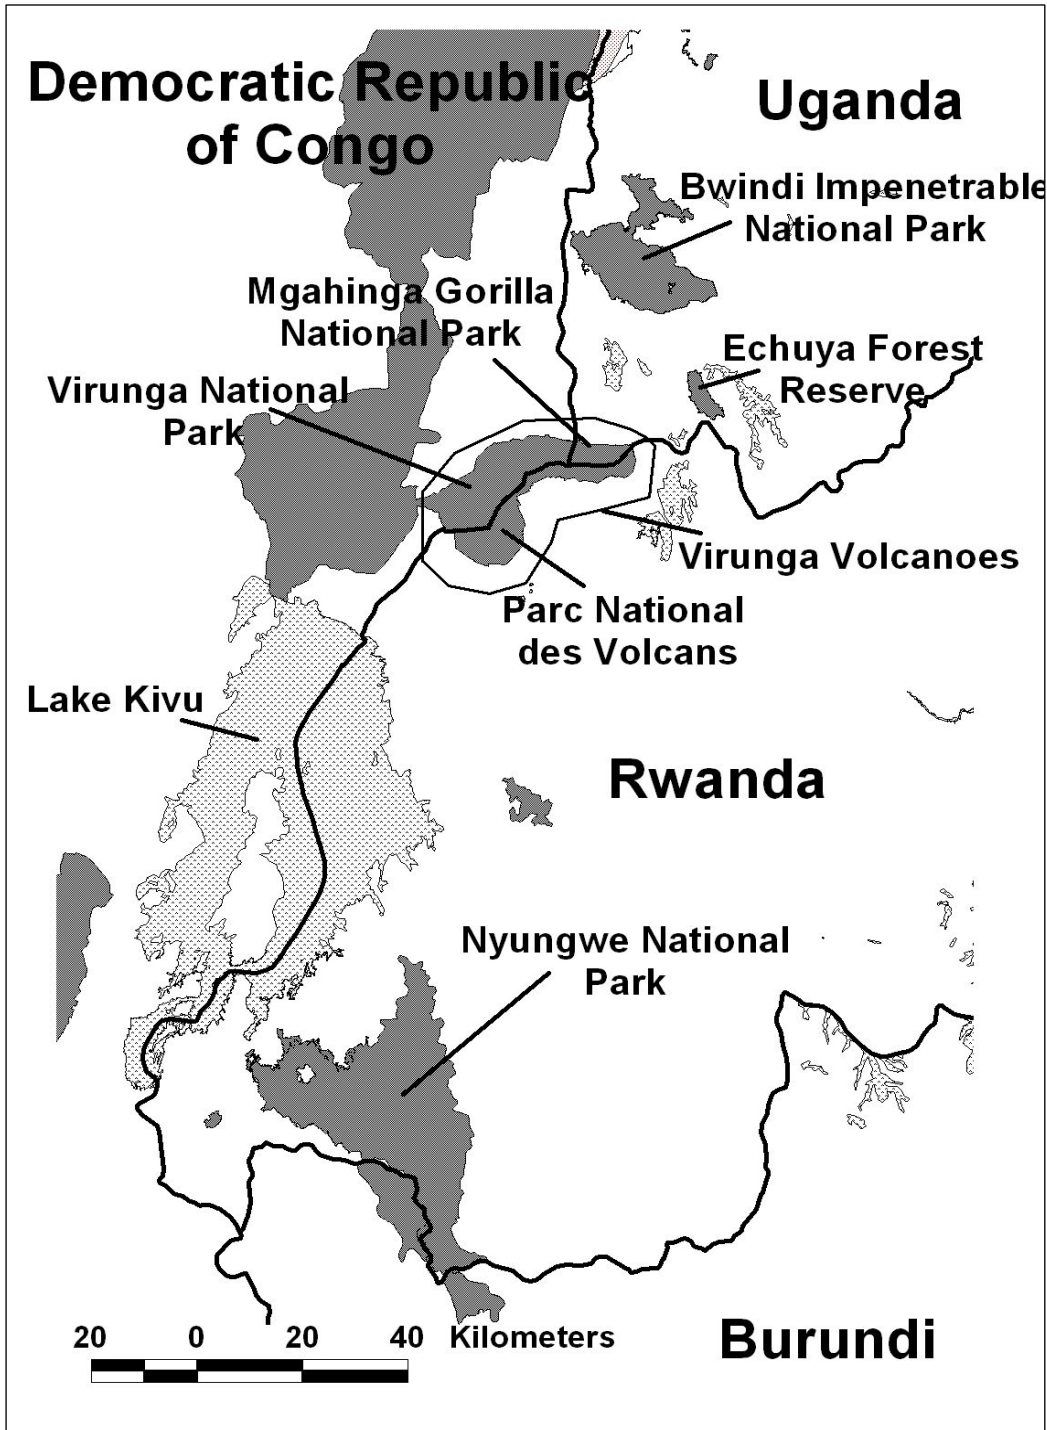 Democratic Republic
of Congo
Uganda
Bwindi Impenetrable
National Park
Mgahinga Gorilla
National Park
Echuya Forest
Reserve
Virunga National
Park
Virunga Volcanoes
Parc National
des Volcans
Lake Kivu
Rwanda
Nyungwe National
Park
20 0 20 40 Kilometers
Burundi